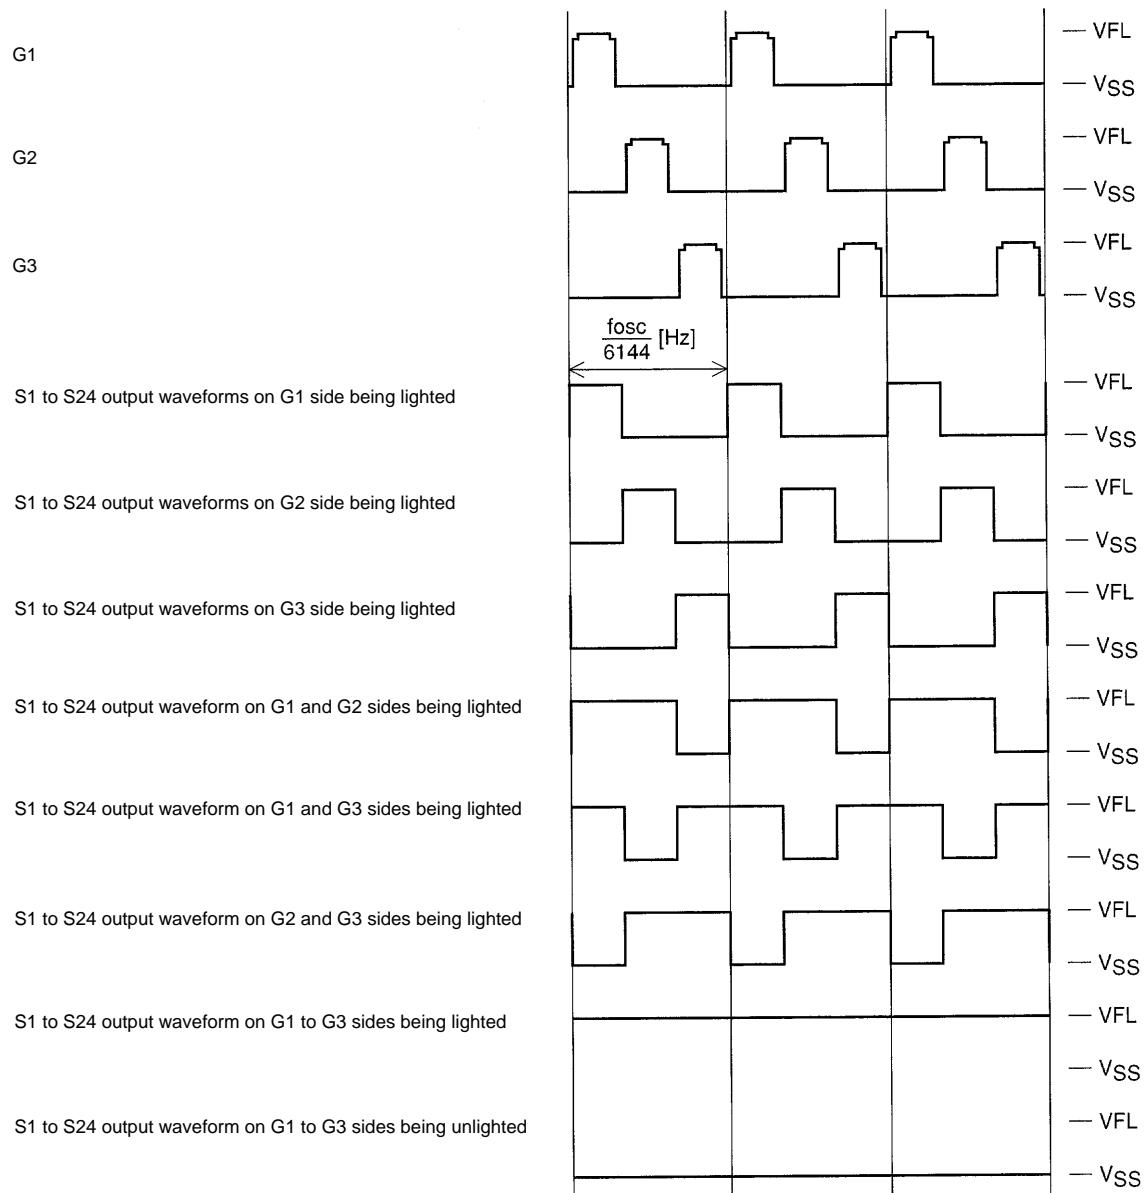 VFL
G1
VSS
VFL
G2
VSS
VFL
G3
VSS
fosc
6144 [Hz]
VFL
S1 to S24 output waveforms on G1 side being lighted
VSS
VFL
S1 to S24 output waveforms on G2 side being lighted
VSS
VFL
S1 to S24 output waveforms on G3 side being lighted
VSS
VFL
S1 to S24 output waveform on G1 and G2 sides being lighted
VSS
VFL
S1 to S24 output waveform on G1 and G3 sides being lighted
VSS
VFL
S1 to S24 output waveform on G2 and G3 sides being lighted
VSS
VFL
S1 to S24 output waveform on G1 to G3 sides being lighted
VSS
VFL
S1 to S24 output waveform on G1 to G3 sides being unlighted
VSS